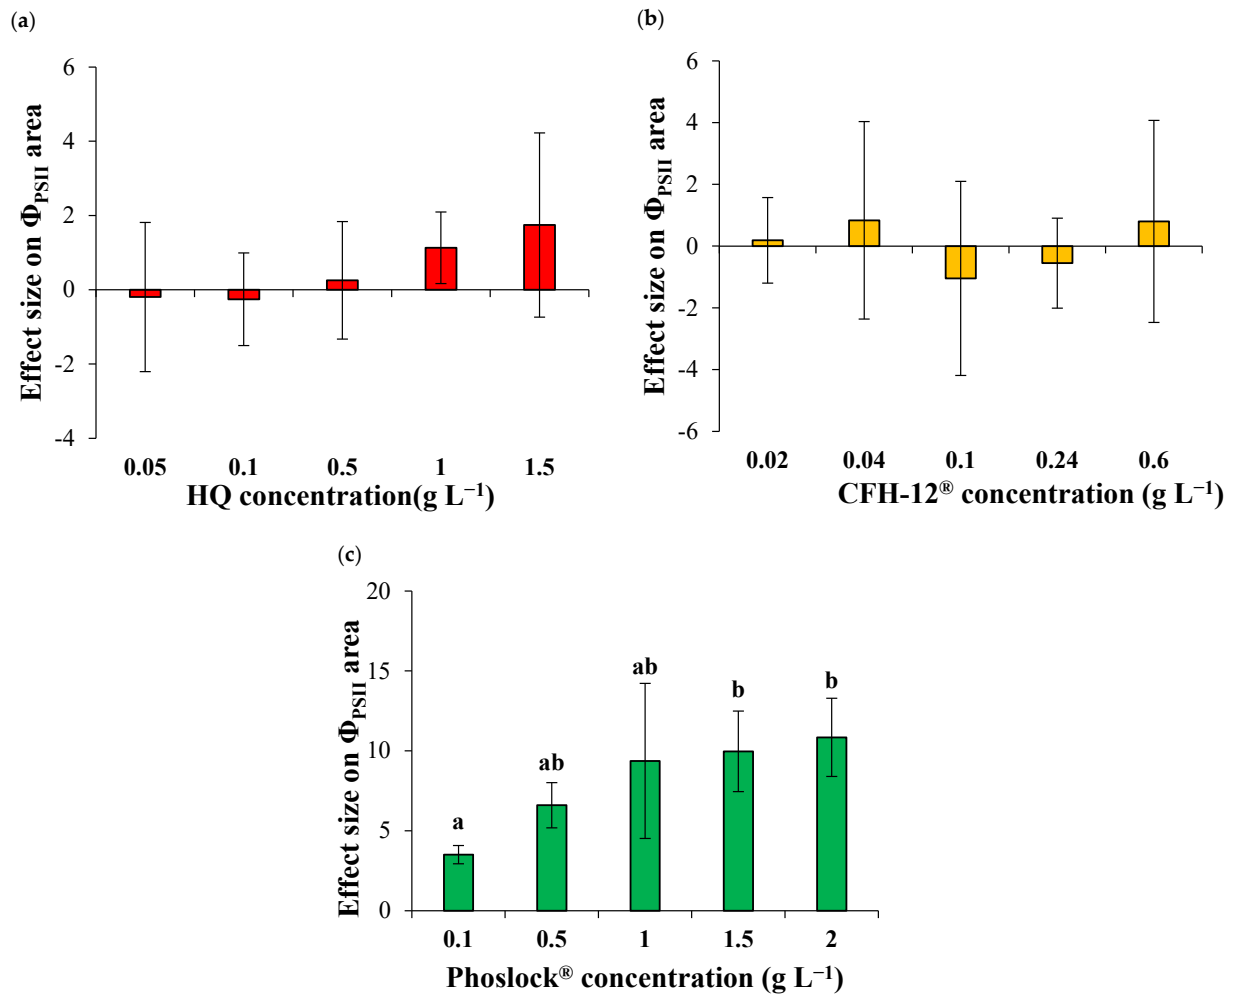 (a)
6
4
2
0
-2
-4
Effect size on ΦPSII area
0.05 0.1 0.5 1 1.5
HQ concentration(g L−1)
(b)
6
4
2
0
-2
-4
-6
Effect size on ΦPSII area
0.02 0.04 0.1 0.24 0.6
CFH-12® concentration (g L−1)
(c)
20
15
10
5
0
Effect size on ΦPSII area
a ab ab b b
0.1 0.5 1 1.5 2
Phoslock® concentration (g L−1)